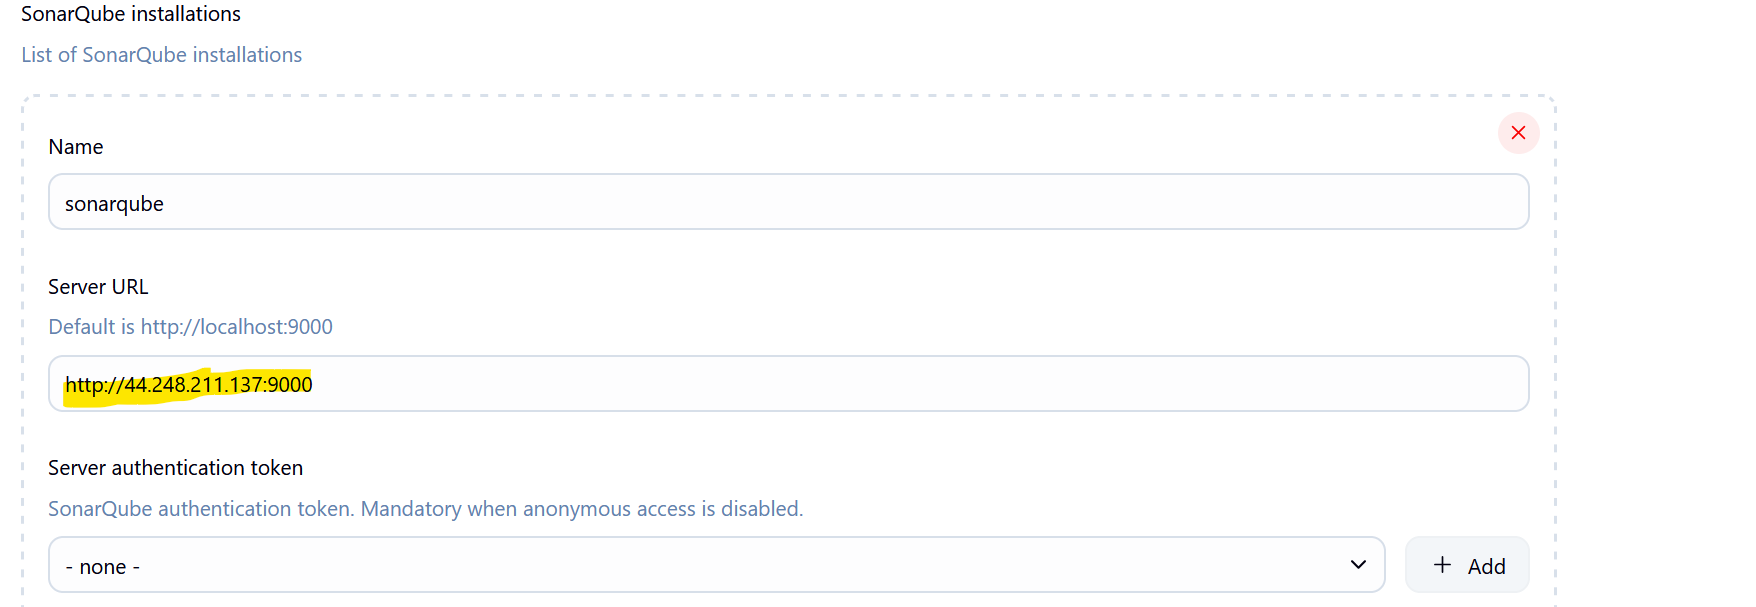 SonarQube installations
List of SonarQube installations
Name
sonarqube
Server URL
Default is http://localhost:9000
http://44.248.211.137:9000
Server authentication token
SonarQube authentication token. Mandatory when anonymous access is disabled.
- none -
+ Add